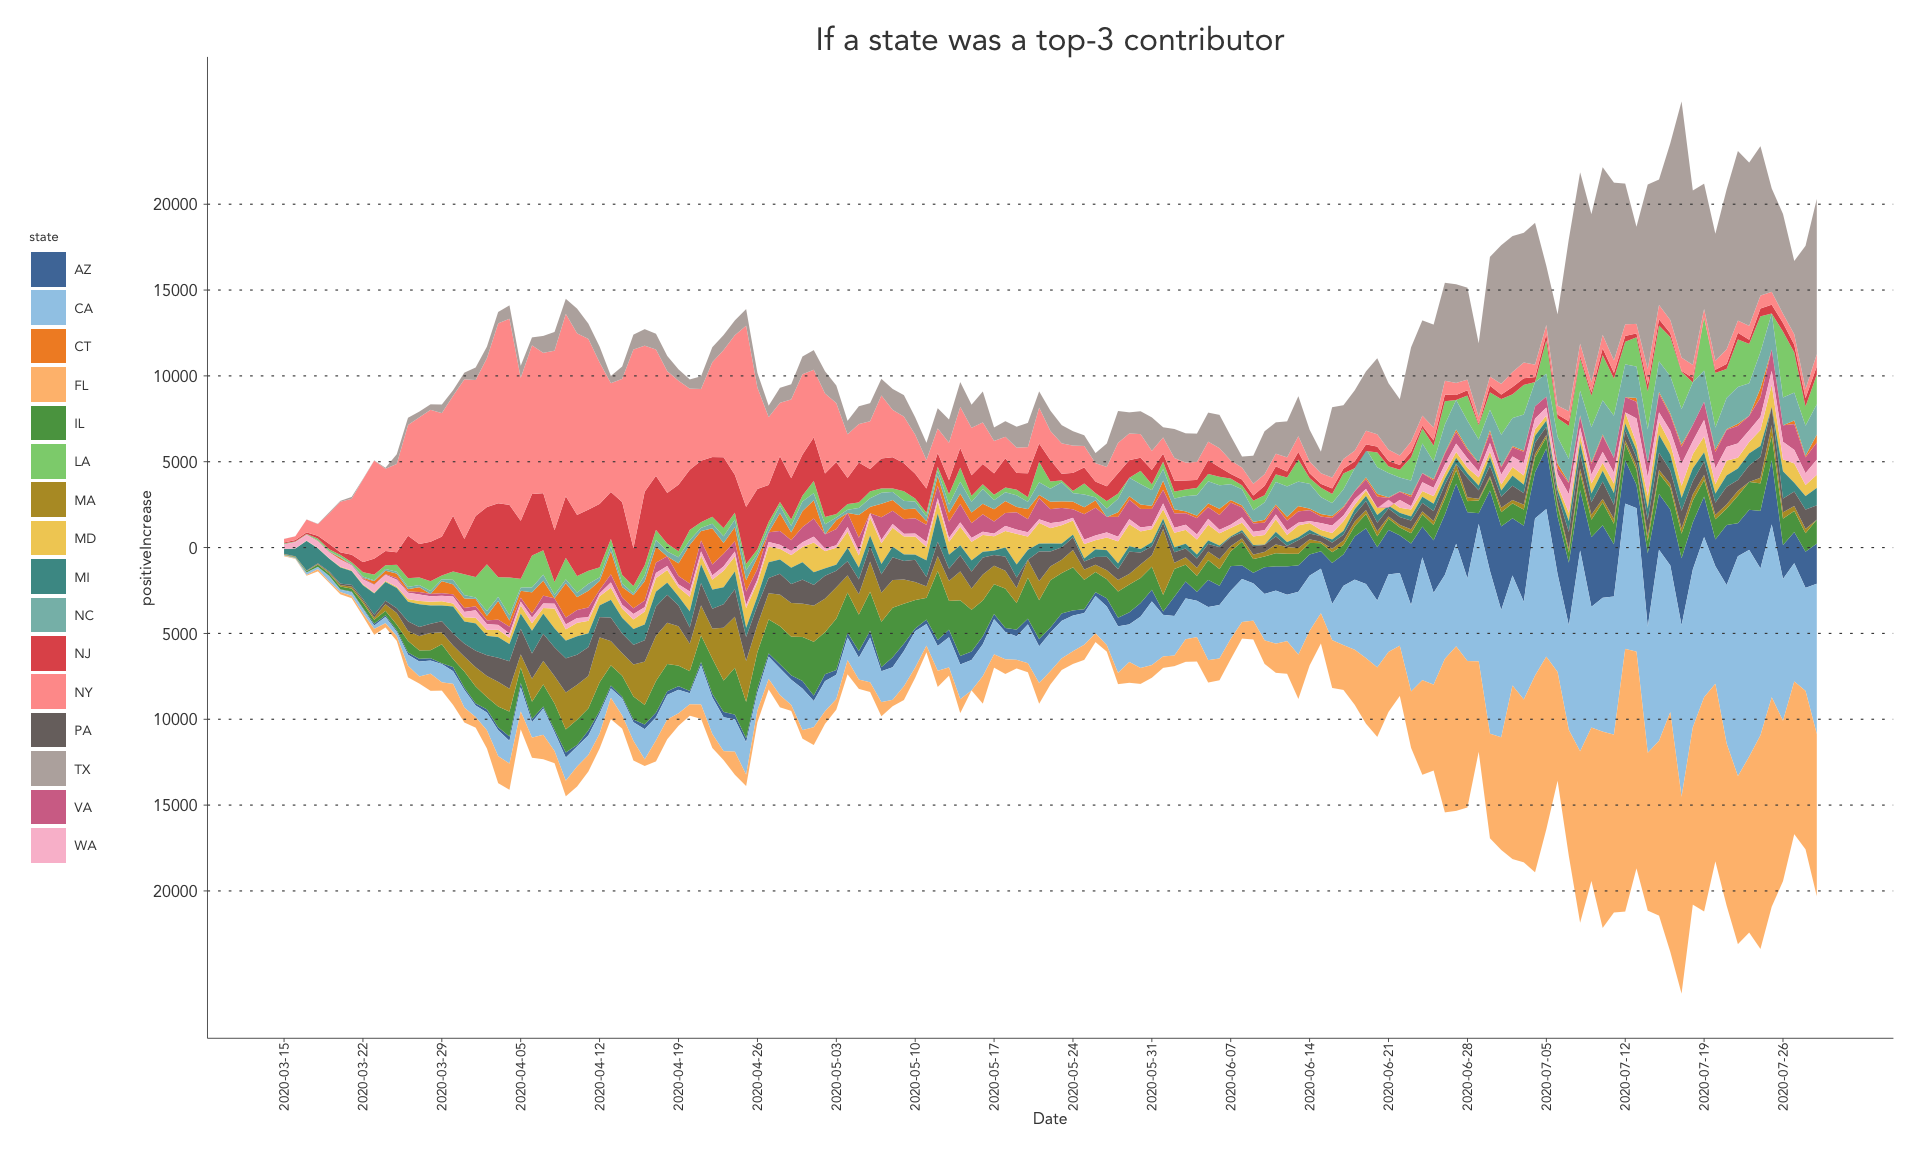 If a state was a top-3 contributor
state
AZ
CA
CT
FL
IL
LA
MA
MD
MI
NC
NJ
NY
PA
TX
VA
WA
positiveIncrease
20000
15000
10000
5000
0
5000
10000
15000
20000
2020-03-15
2020-03-22
2020-03-29
2020-04-05
2020-04-12
2020-04-19
2020-04-26
2020-05-03
2020-05-10
2020-05-17
2020-05-24
2020-05-31
2020-06-07
2020-06-14
2020-06-21
2020-06-28
2020-07-05
2020-07-12
2020-07-19
2020-07-26
Date